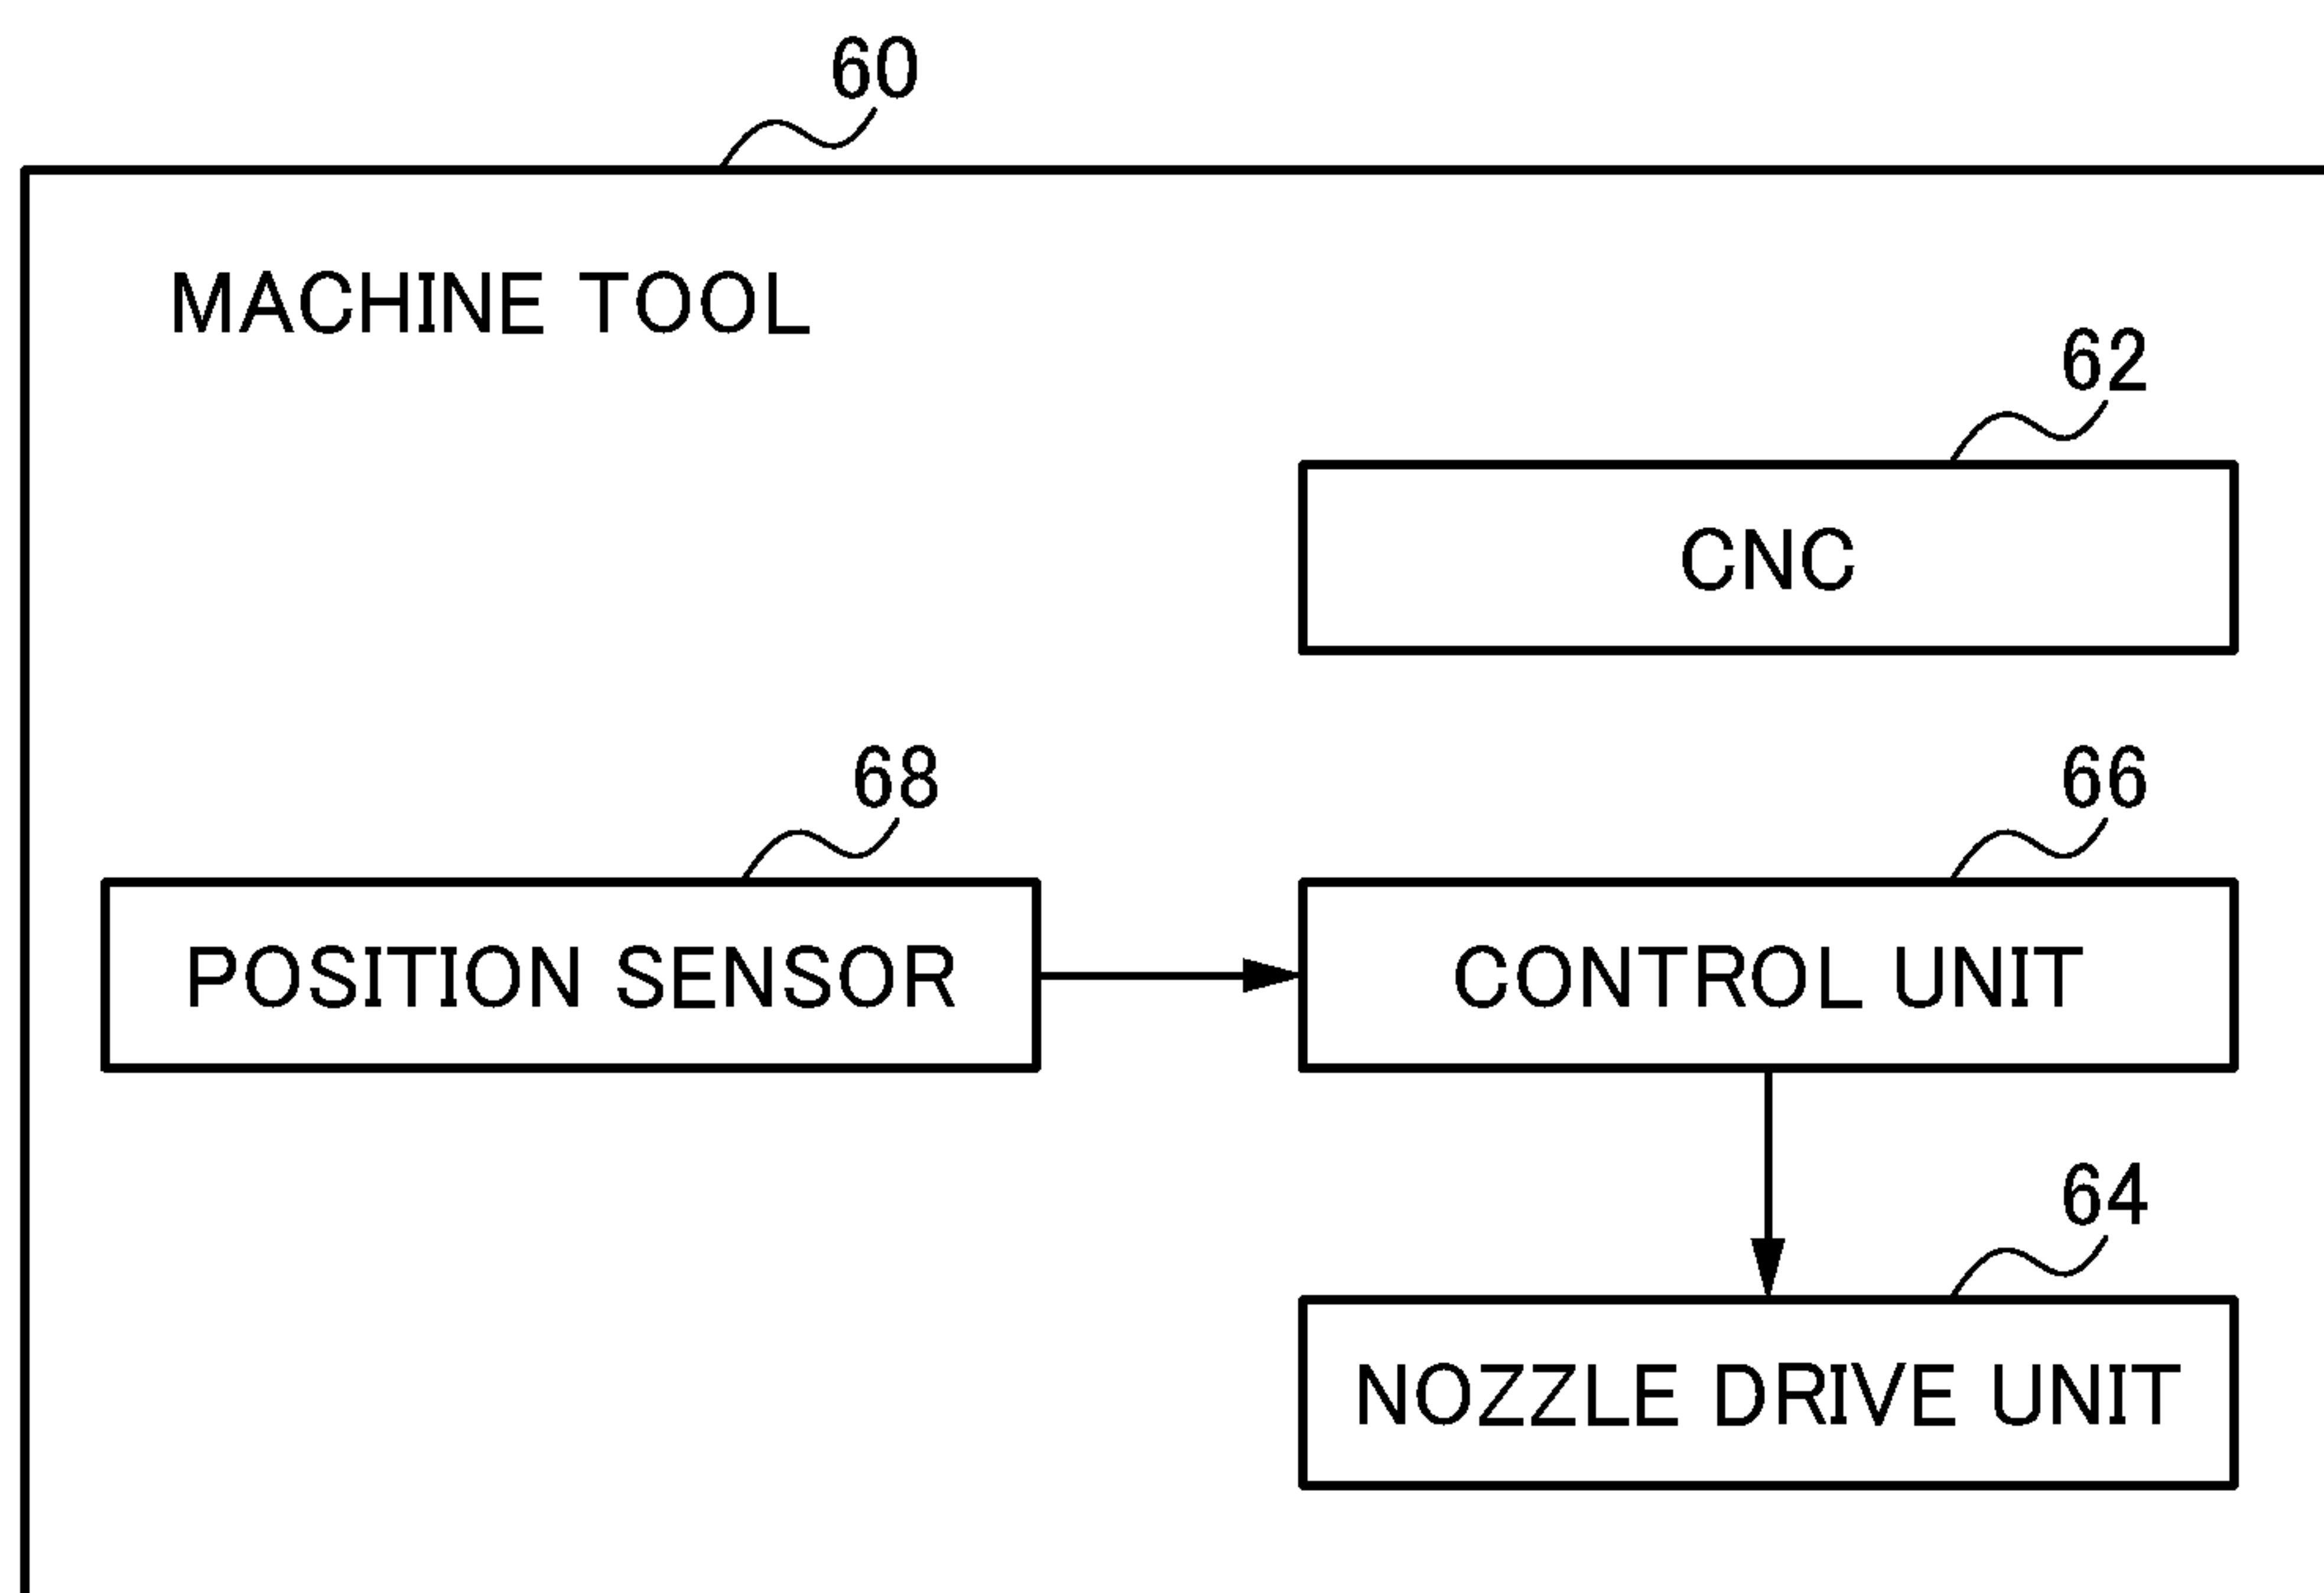 60
MACHINE TOOL
62
CNC
68
66
POSITION SENSOR
CONTROL UNIT
64
NOZZLE DRIVE UNIT